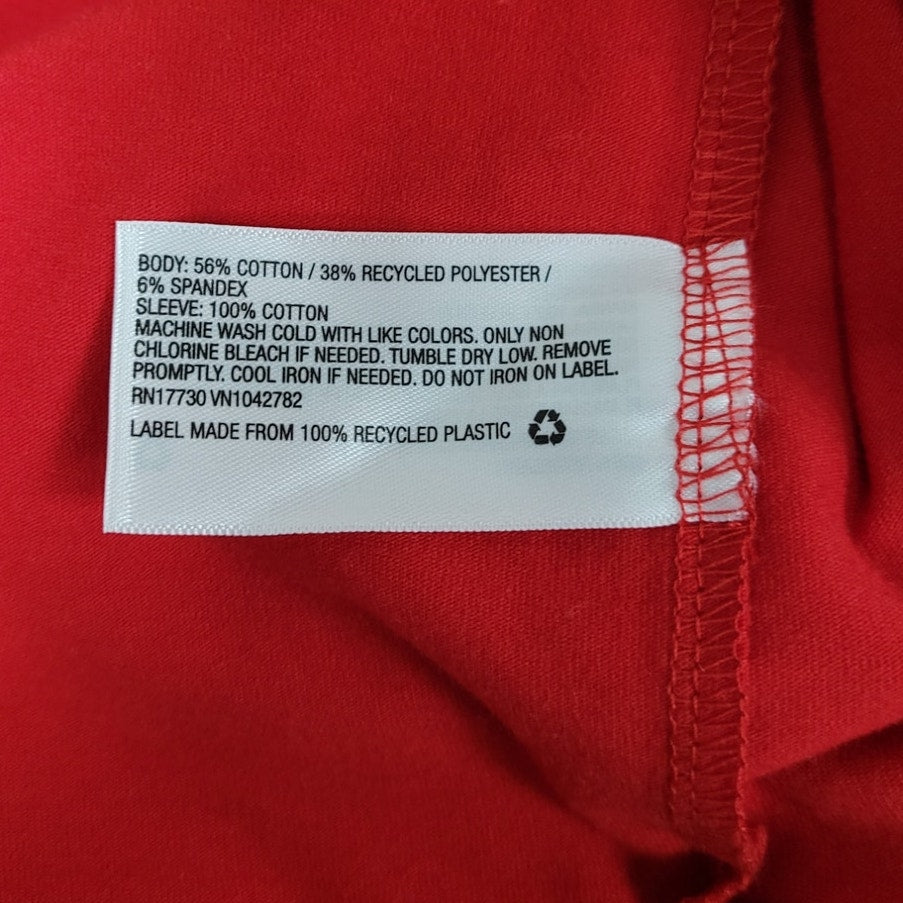 BODY: 56% COTTON / 38% RECYCLED POLYESTER /
6% SPANDEX
SLEEVE: 100% COTTON
MACHINE WASH COLD WITH LIKE COLORS. ONLY NON
CHLORINE BLEACH IF NEEDED. TUMBLE DRY LOW. REMOVE
PROMPTLY. COOL IRON IF NEEDED. DO NOT IRON ON LABEL.
RN17730 VN1042782
LABEL MADE FROM 100% RECYCLED PLASTIC